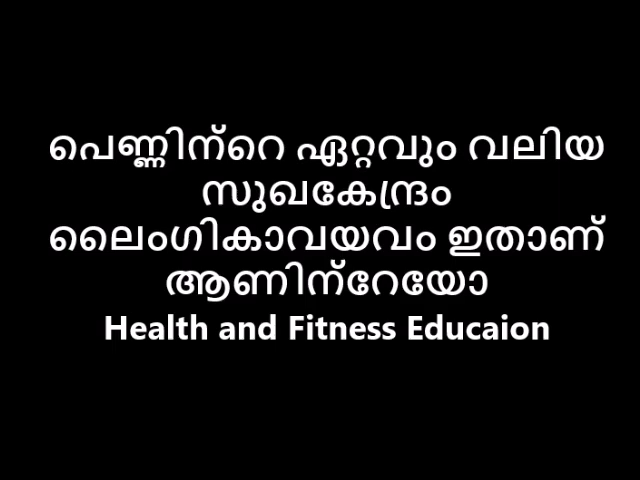 പെണ്ണിന്റെ ഏറ്റവും വലിയ
സുഖകേന്ദ്രം
ലൈംഗികാവയവം ഇതാണ്
ആണിന്റേയോ
Health and Fitness Educaion